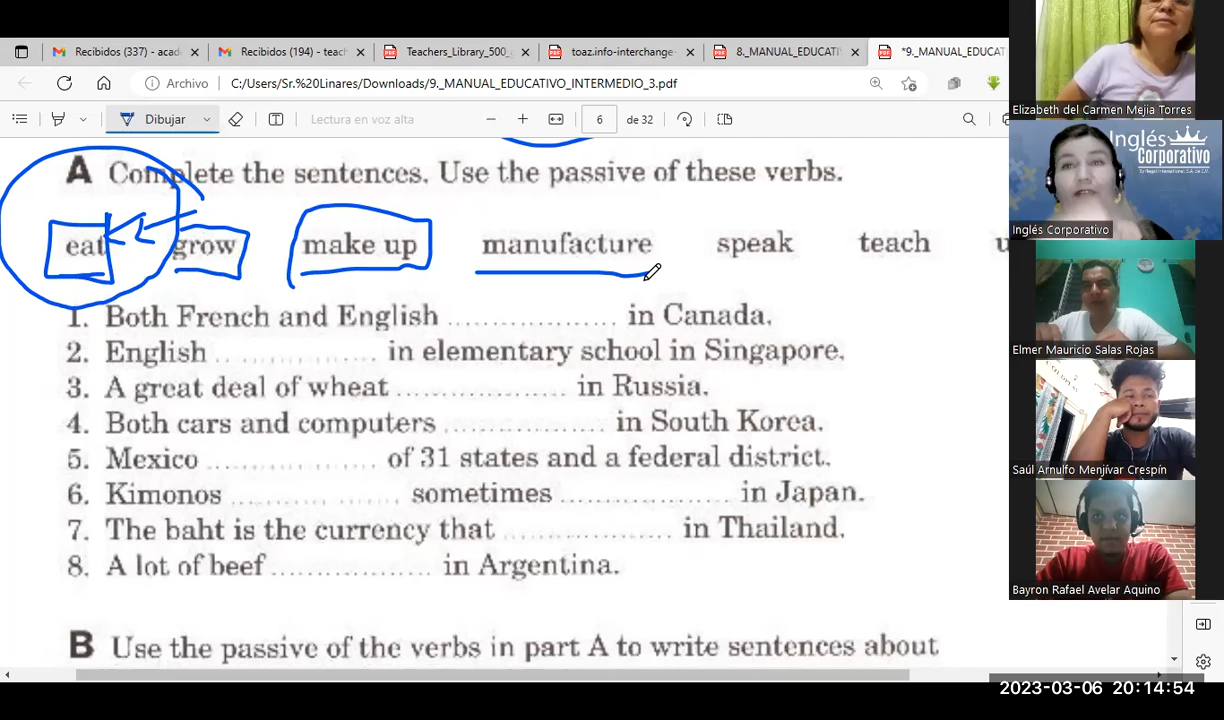 Recibidos (337) - acad
Recibidos (194) - teach
Teachers_Library_500_
toaz.info-interchange-
8._MANUAL_EDUCATI
*9._MANUAL_EDUCAT
Archivo
C:/Users/Sr.%20Linares/Downloads/9._MANUAL_EDUCATIVO_INTERMEDIO_3.pdf
Dibujar
Lectura en voz alta
6
de 32
A Complete the sentences. Use the passive of these verbs.
eat grow make up manufacture speak teach u
1. Both French and English .................. in Canada.
2. English .................. in elementary school in Singapore.
3. A great deal of wheat .................. in Russia.
4. Both cars and computers .................. in South Korea.
5. Mexico .................. of 31 states and a federal district.
6. Kimonos .................. sometimes .................. in Japan.
7. The baht is the currency that .................. in Thailand.
8. A lot of beef .................. in Argentina.
B Use the passive of the verbs in part A to write sentences about
Elizabeth del Carmen Mejia Torres
Inglés
Corporativo
Inglés Corporativo
Elmer Mauricio Salas Rojas
Saúl Arnulfo Menjívar Crespín
Bayron Rafael Avelar Aquino
2023-03-06 20:14:54